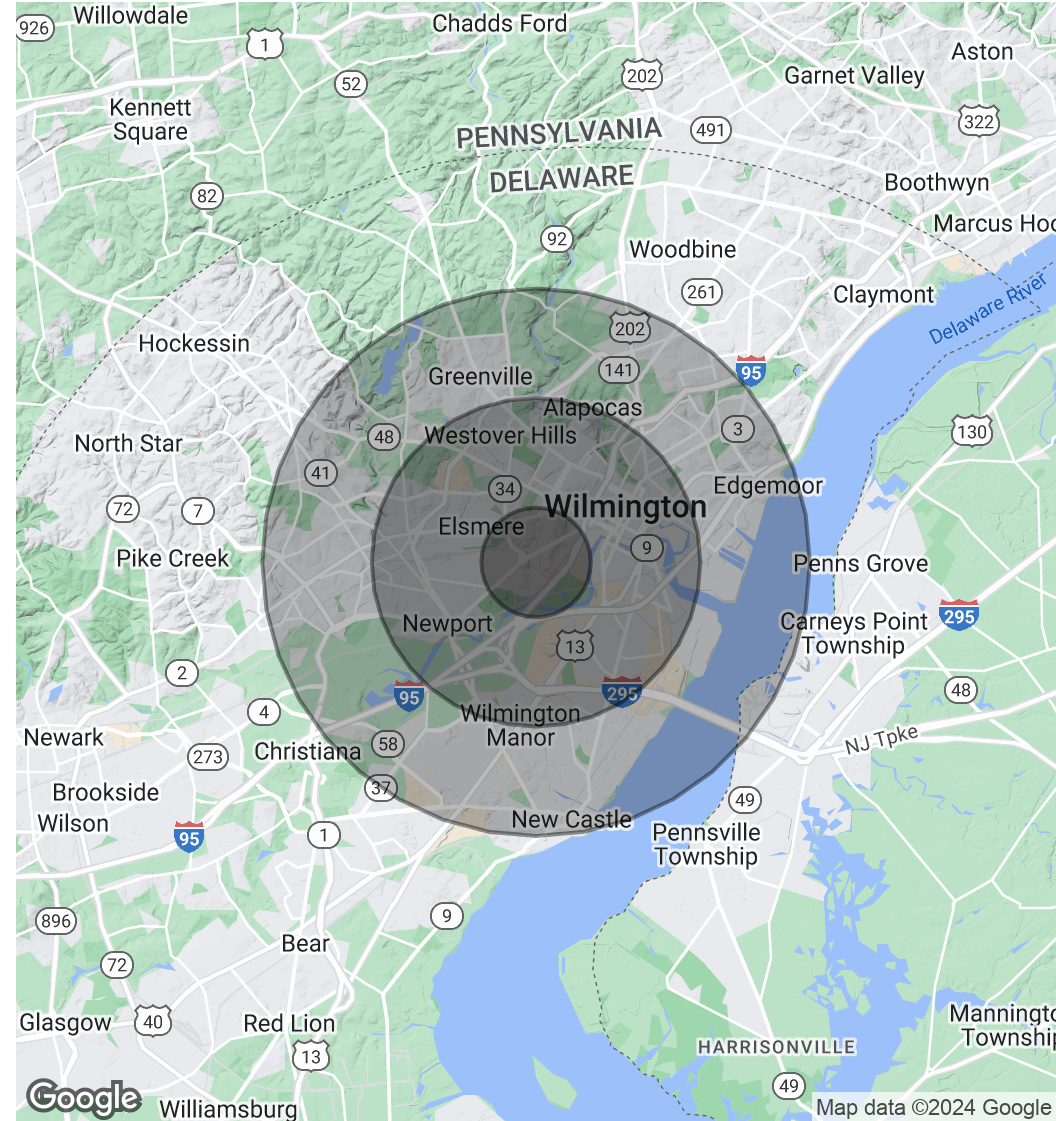 Willowdale
Chadds Ford
926
1
Aston
52
202
Garnet Valley
Kennett
Square
322
PENNSYLVANIA
491
DELAWARE
Boothwyn
82
Marcus Hoo
92
Woodbine
261
Claymont
Delaware River
202
Hockessin
141
95
Greenville
Alapocas
3
130
48
Westover Hills
North Star
41
34
Edgemoor
Wilmington
72
7
Elsmere
9
Pike Creek
Penns Grove
295
Newport
Carneys Point
Township
13
2
95
295
48
4
Wilmington
Manor
Newark
273
Christiana
58
NJ Tpke
37
Brookside
49
Wilson
New Castle
95
1
Pennsville
Township
896
9
Bear
72
Glasgow
40
Red Lion
Mannington
Township
13
HARRISONVILLE
49
Google
Williamsburg
Map data ©2024 Google